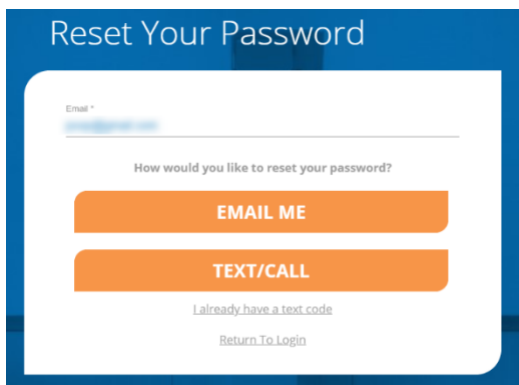 Reset Your Password
Email *
How would you like to reset your password?
EMAIL ME
TEXT/CALL
I already have a text code
Return To Login